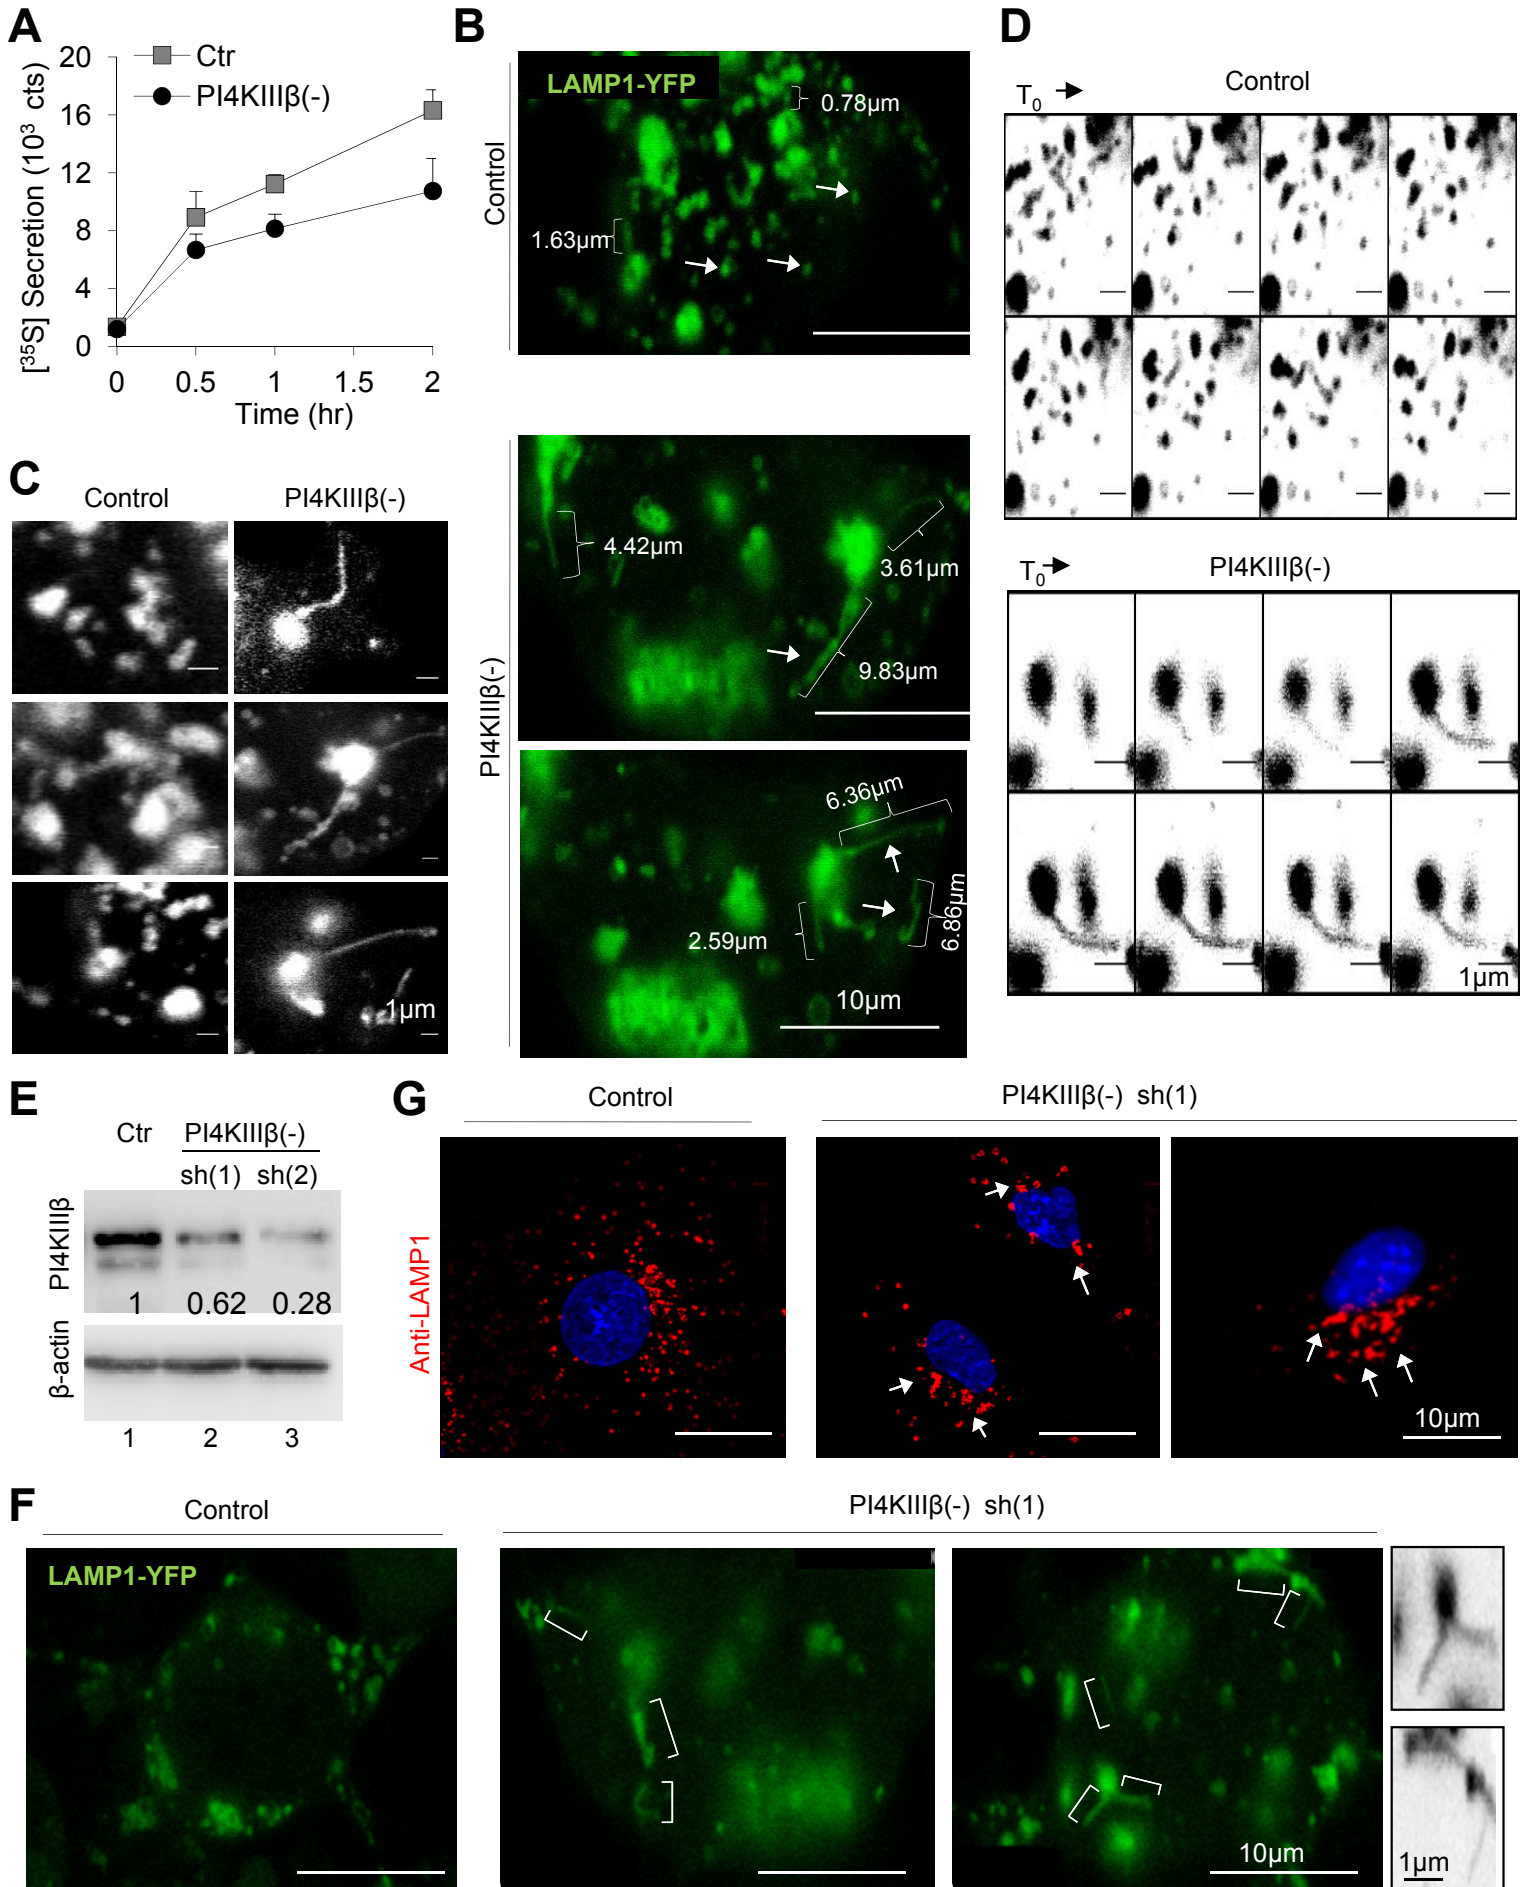 A
[³⁵S] Secretion (10³ cts)
20
16
12
8
4
0
Ctr
PI4KIIIβ(-)
0 0.5 1 1.5 2
Time (hr)
B
Control
LAMP1-YFP
0.78µm
1.63µm
PI4KIIIβ(-)
4.42µm
3.61µm
9.83µm
6.36µm
6.86µm
2.59µm
10µm
C
Control PI4KIIIβ(-)
1µm
D
Control
T₀
PI4KIIIβ(-)
T₀
1µm
E
Ctr PI4KIIIβ(-)
sh(1) sh(2)
PI4KIIIβ
1 0.62 0.28
β-actin
1 2 3
G
Control
PI4KIIIβ(-) sh(1)
Anti-LAMP1
10µm
F
Control
PI4KIIIβ(-) sh(1)
LAMP1-YFP
10µm
1µm